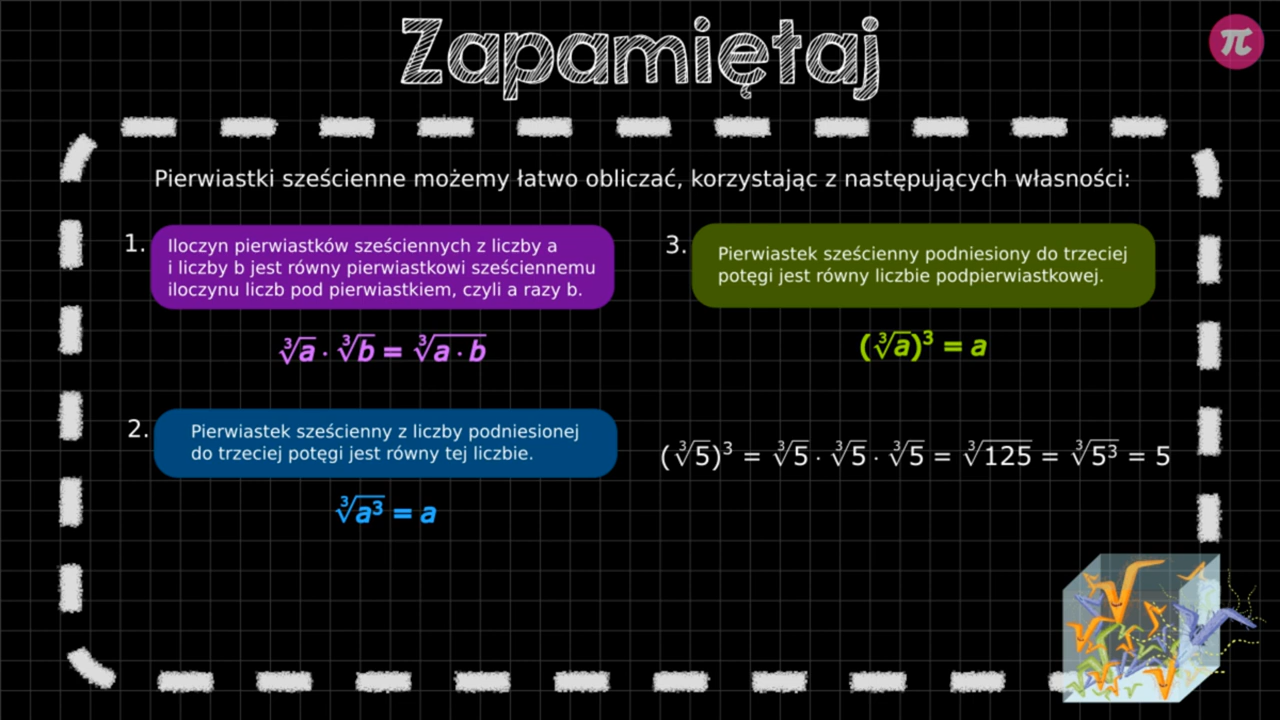 Zapamiętaj
π
Pierwiastki sześcienne możemy łatwo obliczać, korzystając z następujących własności:
1.
Iloczyn pierwiastków sześciennych z liczby a
i liczby b jest równy pierwiastkowi sześciennemu
iloczynu liczb pod pierwiastkiem, czyli a razy b.
∛a · ∛b = ∛(a · b)
2.
Pierwiastek sześcienny z liczby podniesionej
do trzeciej potęgi jest równy tej liczbie.
∛a³ = a
3.
Pierwiastek sześcienny podniesiony do trzeciej
potęgi jest równy liczbie podpierwiastkowej.
(∛a)³ = a
(∛5)³ = ∛5 · ∛5 · ∛5 = ∛125 = ∛5³ = 5